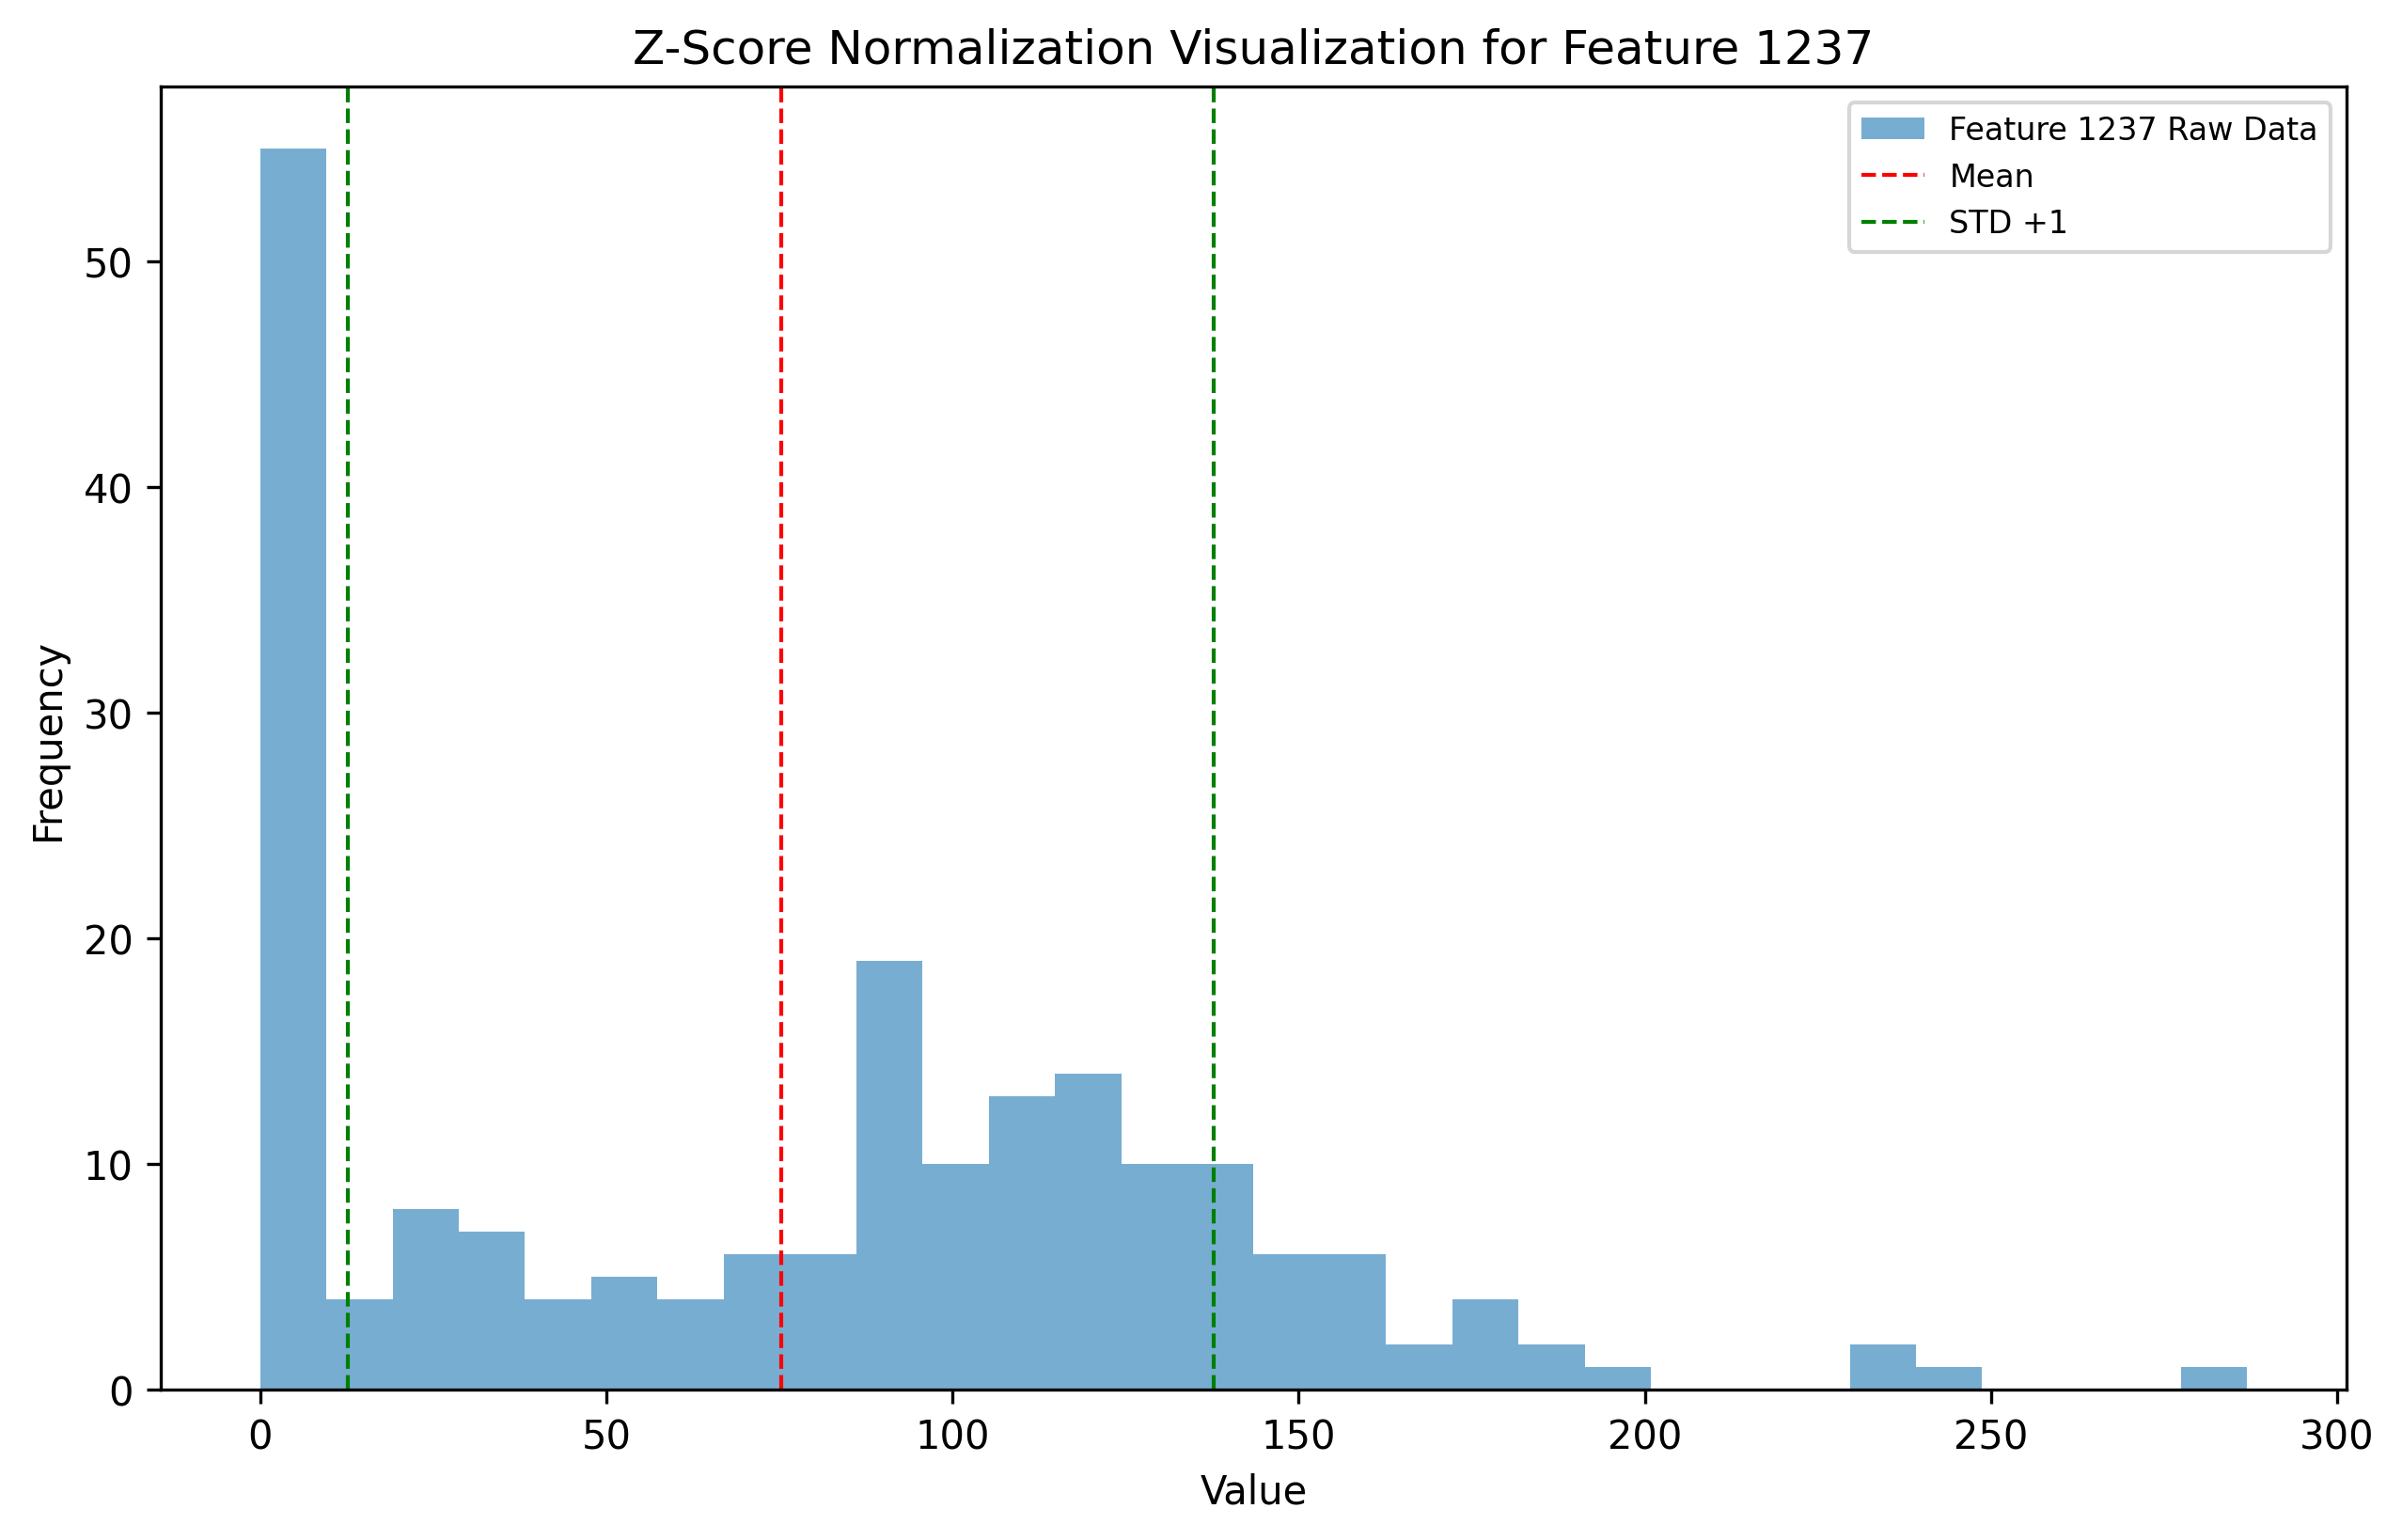 Z-Score Normalization Visualization for Feature 1237
Feature 1237 Raw Data
Mean
STD +1
50
40
30
20
10
0
Frequency
0 50 100 150 200 250 300
Value